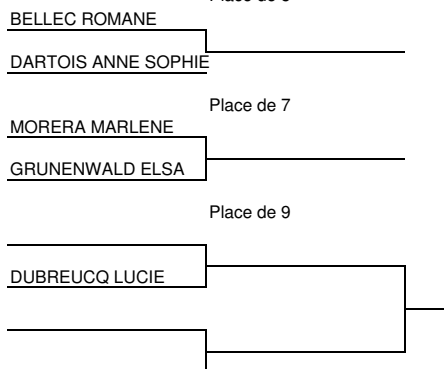 BELLEC ROMANE
DARTOIS ANNE SOPHIE
Place de 7
MORERA MARLENE
GRUNENWALD ELSA
Place de 9
DUBREUCQ LUCIE